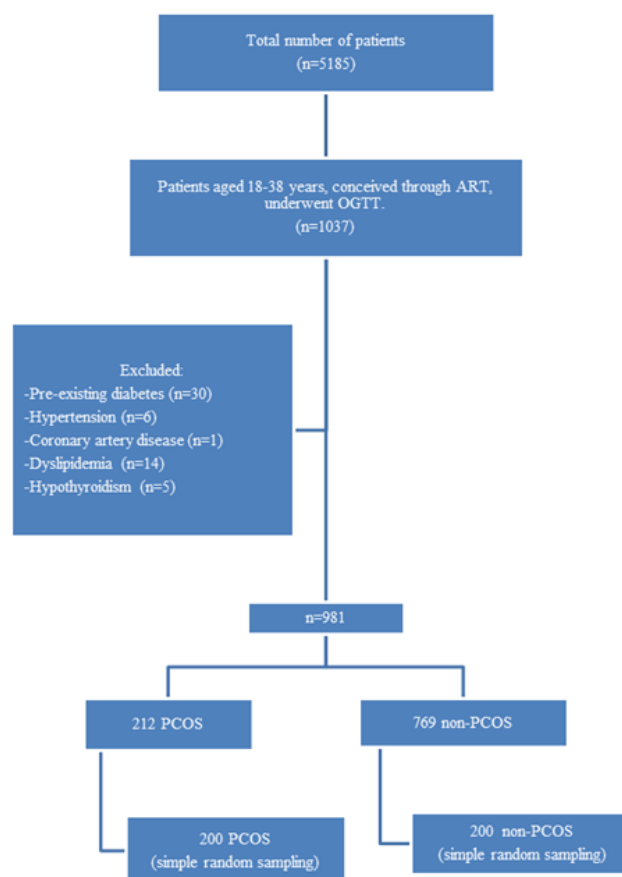 Total number of patients
(n=5185)
Patients aged 18-38 years, conceived through ART,
underwent OGTT.
(n=1037)
Excluded:
-Pre-existing diabetes (n=30)
-Hypertension (n=6)
-Coronary artery disease (n=1)
-Dyslipidemia (n=14)
-Hypothyroidism (n=5)
n=981
212 PCOS
769 non-PCOS
200 PCOS
(simple random sampling)
200 non-PCOS
(simple random sampling)